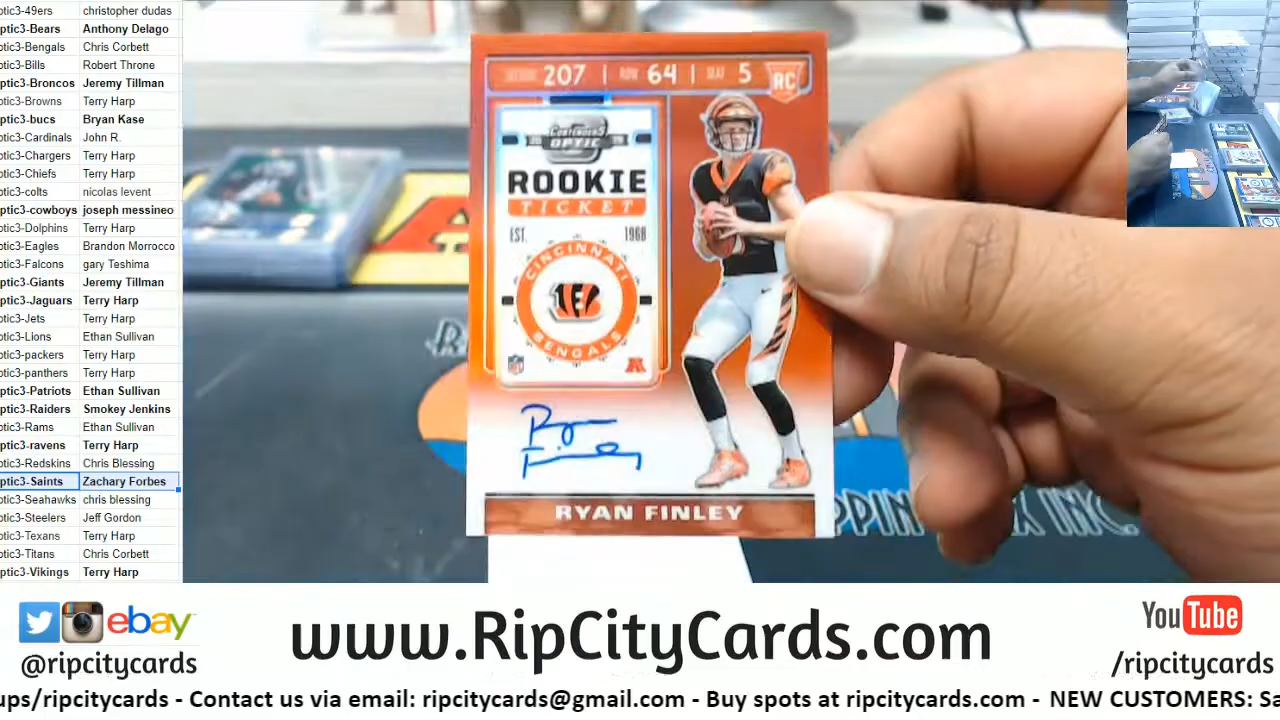 ptic3-49ers christopher dudas
ptic3-Bears Anthony Delago
ptic3-Bengals Chris Corbett
ptic3-Bills Robert Throne
ptic3-Broncos Jeremy Tillman
ptic3-Browns Terry Harp
ptic3-bucs Bryan Kase
ptic3-Cardinals John R.
ptic3-Chargers Terry Harp
ptic3-Chiefs Terry Harp
ptic3-colts nicolas levent
ptic3-cowboys joseph messineo
ptic3-Dolphins Terry Harp
ptic3-Eagles Brandon Morrocco
ptic3-Falcons gary Teshima
ptic3-Giants Jeremy Tillman
ptic3-Jaguars Terry Harp
ptic3-Jets Terry Harp
ptic3-Lions Ethan Sullivan
ptic3-packers Terry Harp
ptic3-panthers Terry Harp
ptic3-Patriots Ethan Sullivan
ptic3-Raiders Smokey Jenkins
ptic3-Rams Ethan Sullivan
ptic3-ravens Terry Harp
ptic3-Redskins Chris Blessing
ptic3-Saints Zachary Forbes
ptic3-Seahawks chris blessing
ptic3-Steelers Jeff Gordon
ptic3-Texans Terry Harp
ptic3-Titans Chris Corbett
ptic3-Vikings Terry Harp
207 | ROW 64 | SEAT 5 RC
CONTENDERS
OPTIC
ROOKIE
TICKET
EST. 1968
CINCINNATI
BENGALS
NFL
Ryan
Finley
RYAN FINLEY
INC.
ebay
@ripcitycards
www.RipCityCards.com
YouTube
/ripcitycards
ups/ripcitycards - Contact us via email: ripcitycards@gmail.com - Buy spots at ripcitycards.com - NEW CUSTOMERS: Sa